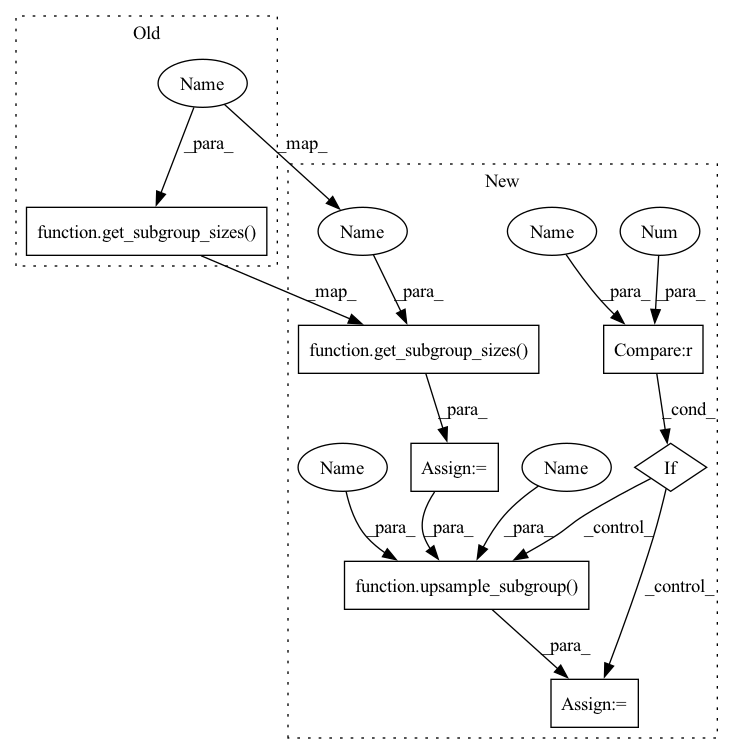 Old
Name
_para_
_map_
New
function.get_subgroup_sizes()
Name
Name
Num
_map_
_para_
_para_
_para_
function.get_subgroup_sizes()
Compare:r
_para_
_cond_
Name
Assign:=
Name
If
_para_
_para_
_para_
_control_
function.upsample_subgroup()
_control_
_para_
Assign:=